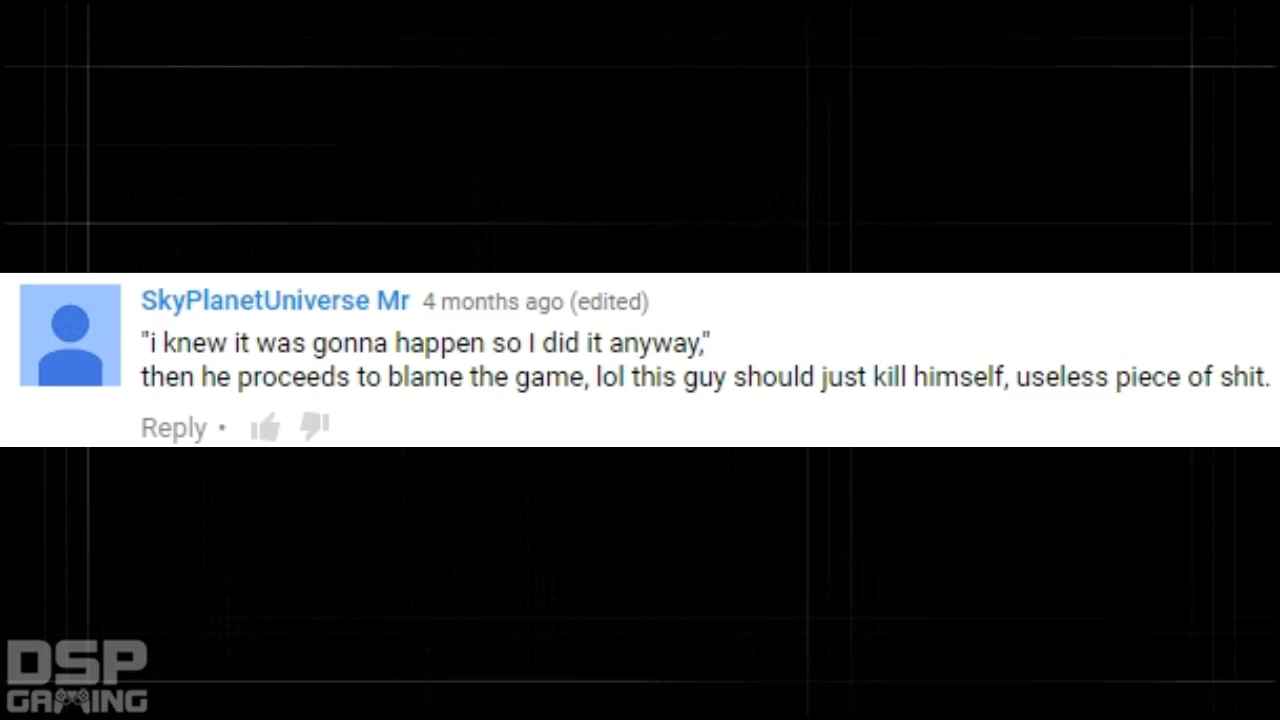 SkyPlanetUniverse Mr 4 months ago (edited)
"i knew it was gonna happen so I did it anyway,"
then he proceeds to blame the game, lol this guy should just kill himself, useless piece of shit.
Reply •
DSP
GAMING